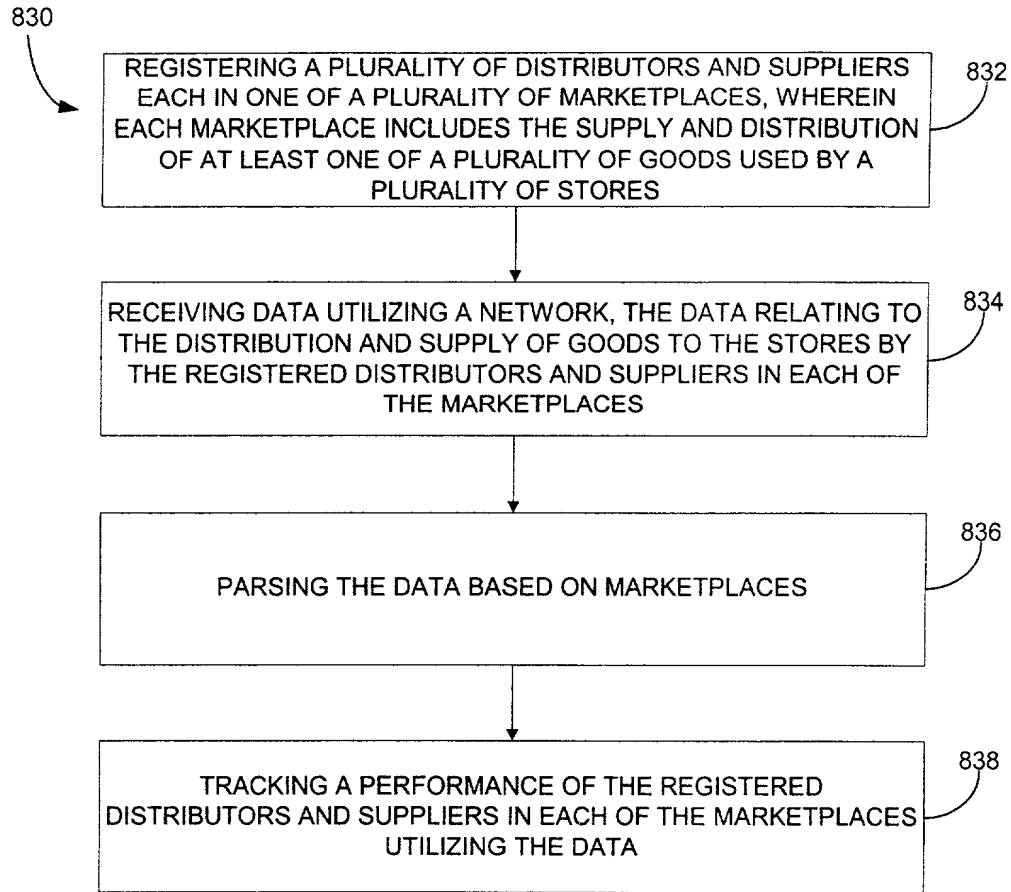 830
REGISTERING A PLURALITY OF DISTRIBUTORS AND SUPPLIERS
EACH IN ONE OF A PLURALITY OF MARKETPLACES, WHEREIN
EACH MARKETPLACE INCLUDES THE SUPPLY AND DISTRIBUTION
OF AT LEAST ONE OF A PLURALITY OF GOODS USED BY A
PLURALITY OF STORES
832
RECEIVING DATA UTILIZING A NETWORK, THE DATA RELATING TO
THE DISTRIBUTION AND SUPPLY OF GOODS TO THE STORES BY
THE REGISTERED DISTRIBUTORS AND SUPPLIERS IN EACH OF
THE MARKETPLACES
834
PARSING THE DATA BASED ON MARKETPLACES
836
TRACKING A PERFORMANCE OF THE REGISTERED
DISTRIBUTORS AND SUPPLIERS IN EACH OF THE MARKETPLACES
UTILIZING THE DATA
838